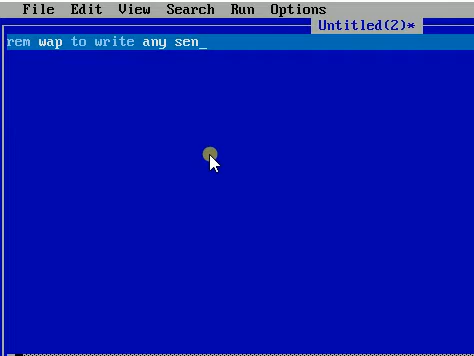 File Edit View Search Run Options
Untitled(2)*
rem wap to write any sen_